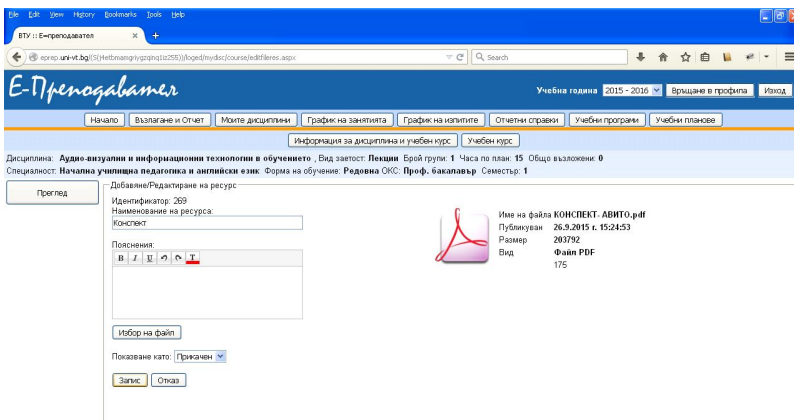 File Edit View History Bookmarks Tools Help
ВТУ :: Е=преподавател
eprep.uni-vt.bg/(S(j4etbmamgriygzqinq1iz255))/loged/mydisc/course/editfileres.aspx
Search
Е-Преподавател
Учебна година 2015 - 2016 Връщане в профила Изход
Начало Възлагане и Отчет Моите дисциплини График на занятията График на изпитите Отчетни справки Учебни програми Учебни планове
Информация за дисциплина и учебен курс Учебен курс
Дисциплина: Аудио-визуални и информационни технологии в обучението , Вид заетост: Лекции Брой групи: 1 Часа по план: 15 Общо възложени: 0
Специалност: Начална училищна педагогика и английски език Форма на обучение: Редовна ОКС: Проф. бакалавър Семестър: 1
Преглед
Добавяне/Редактиране на ресурс
Идентификатор: 269
Наименование на ресурса:
Конспект
Пояснения:
B I U T
Избор на файл
Показване като: Прикачен
Запис Отказ
Име на файла КОНСПЕКТ- АВИТО.pdf
Публикуван 26.9.2015 г. 15:24:53
Размер 203792
Вид Файл PDF
175